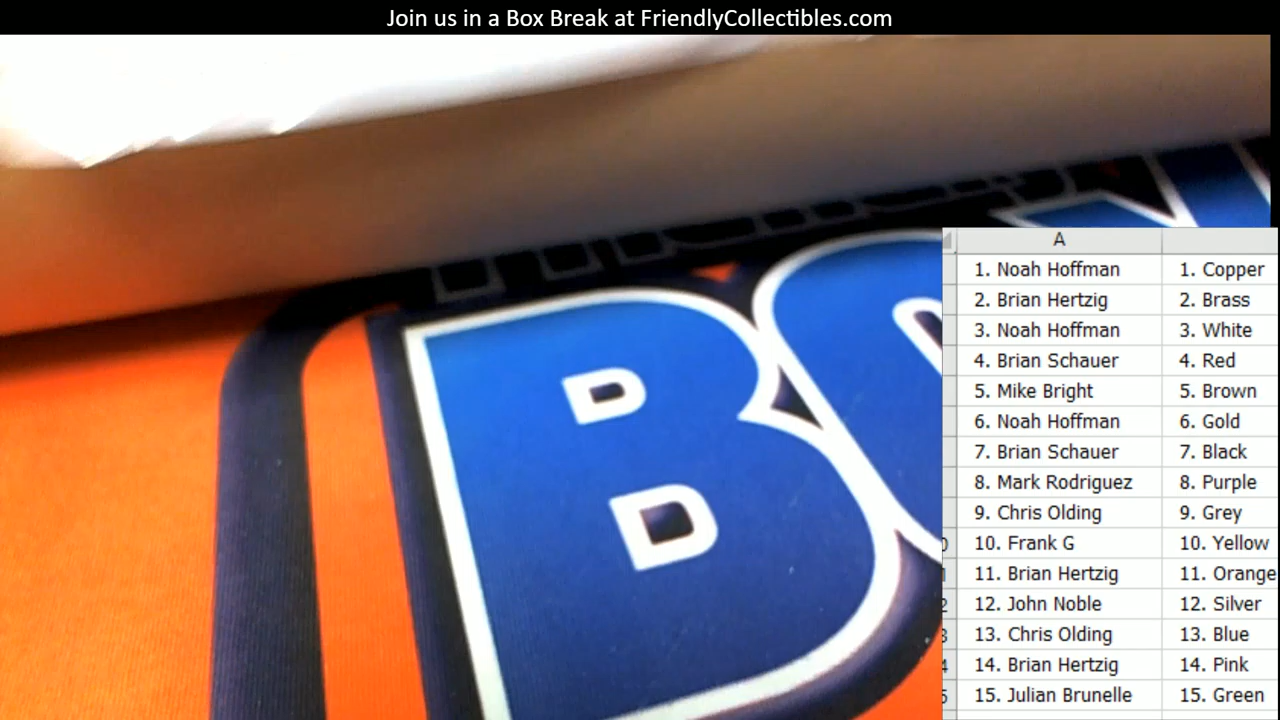 Join us in a Box Break at FriendlyCollectibles.com
A
1. Noah Hoffman 1. Copper
2. Brian Hertzig 2. Brass
3. Noah Hoffman 3. White
4. Brian Schauer 4. Red
5. Mike Bright 5. Brown
6. Noah Hoffman 6. Gold
7. Brian Schauer 7. Black
8. Mark Rodriguez 8. Purple
9. Chris Olding 9. Grey
10. Frank G 10. Yellow
11. Brian Hertzig 11. Orange
12. John Noble 12. Silver
13. Chris Olding 13. Blue
14. Brian Hertzig 14. Pink
15. Julian Brunelle 15. Green